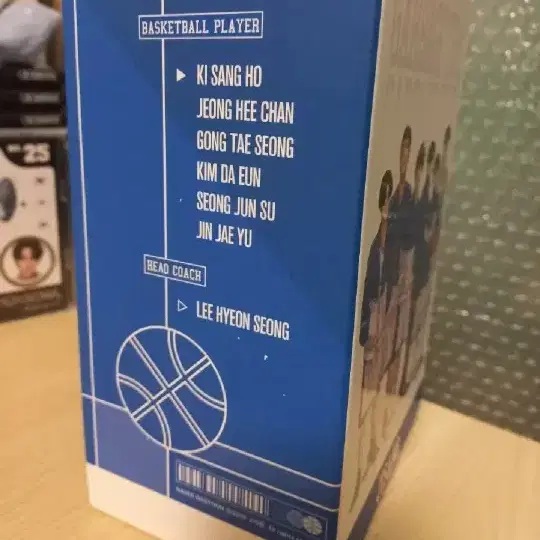 BASKETBALL PLAYER
KI SANG HO
JEONG HEE CHAN
GONG TAE SEONG
KIM DA EUN
SEONG JUN SU
JIN JAE YU
HEAD COACH
LEE HYEON SEONG
25